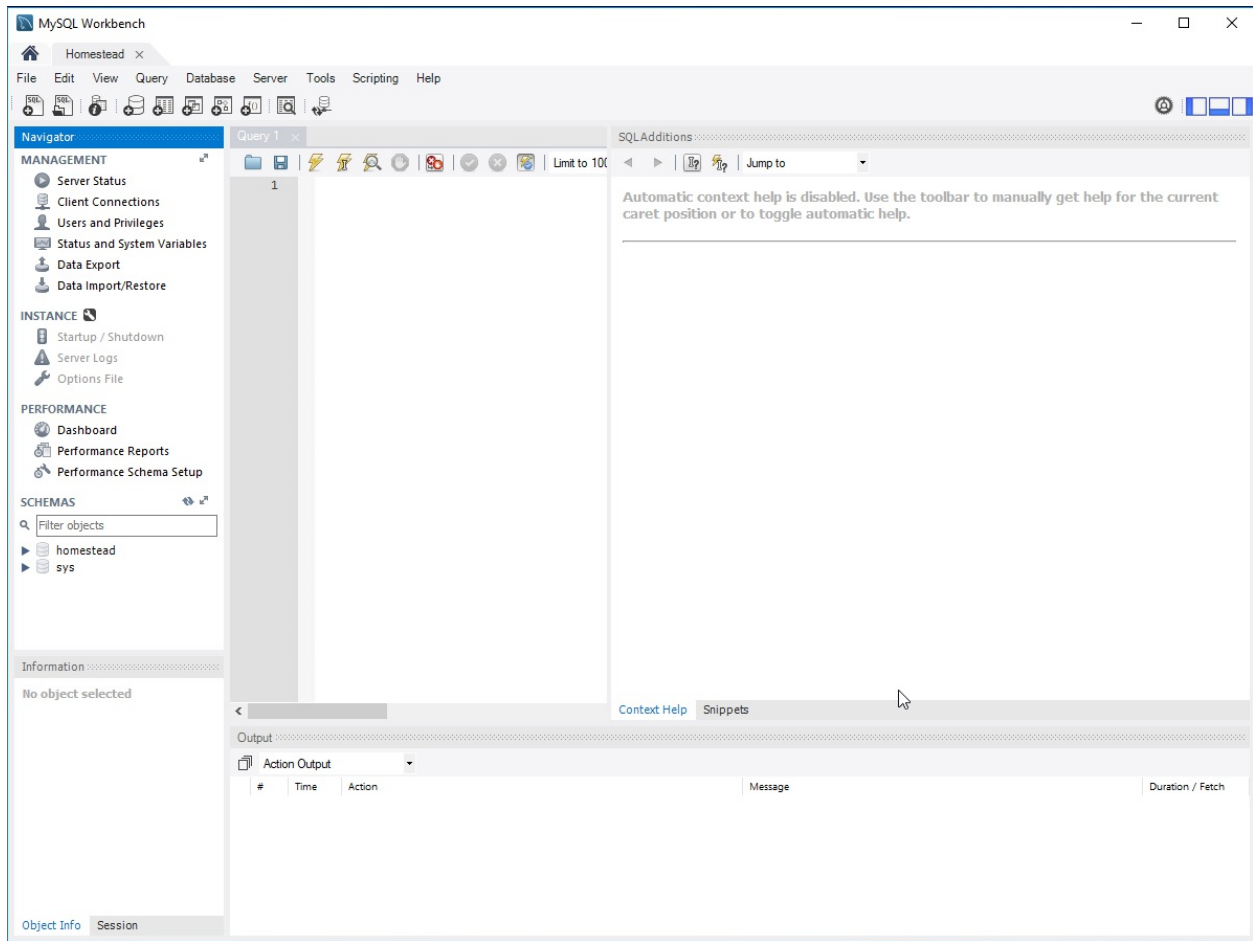 MySQL Workbench
Homestead
File Edit View Query Database Server Tools Scripting Help
Navigator
MANAGEMENT
Server Status
Client Connections
Users and Privileges
Status and System Variables
Data Export
Data Import/Restore
INSTANCE
Startup / Shutdown
Server Logs
Options File
PERFORMANCE
Dashboard
Performance Reports
Performance Schema Setup
SCHEMAS
Filter objects
homestead
sys
Information
No object selected
Object Info Session
Query 1
Limit to 100
1
SQLAdditions
Jump to
Automatic context help is disabled. Use the toolbar to manually get help for the current
caret position or to toggle automatic help.
Context Help Snippets
Output
Action Output
# Time Action Message Duration / Fetch